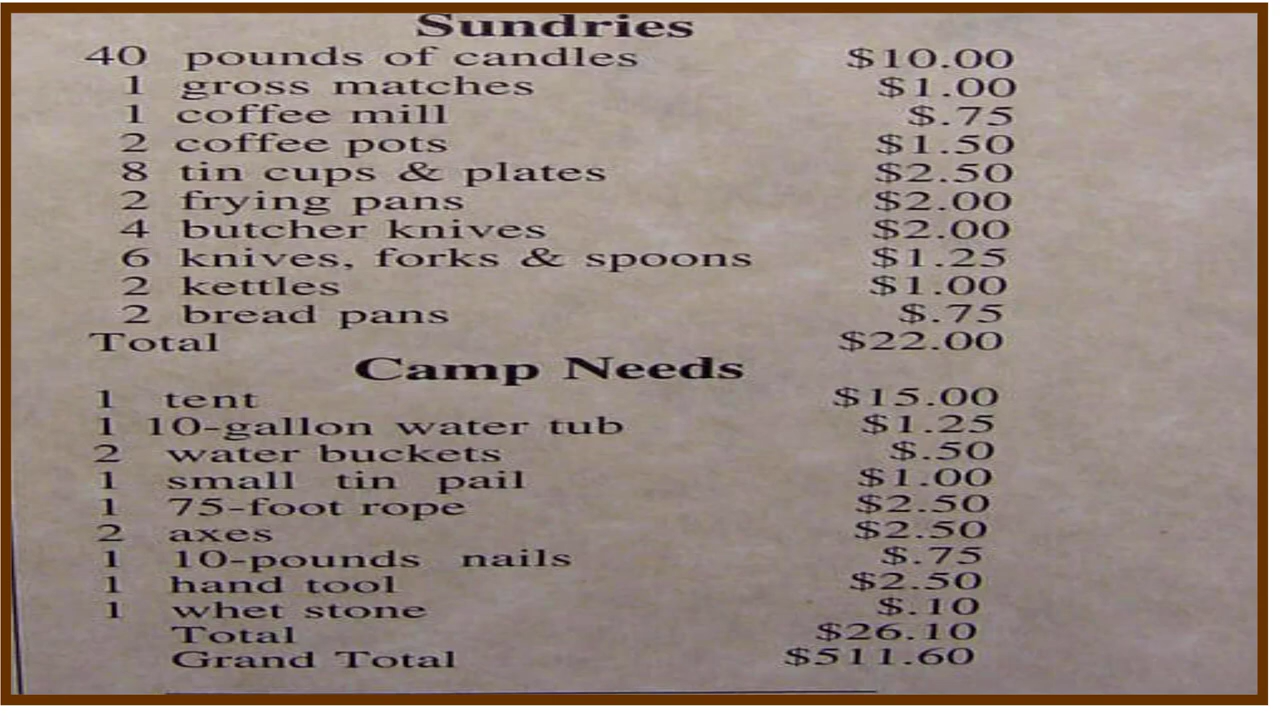 Sundries
40 pounds of candles $10.00
1 gross matches $1.00
1 coffee mill $.75
2 coffee pots $1.50
8 tin cups & plates $2.50
2 frying pans $2.00
4 butcher knives $2.00
6 knives, forks & spoons $1.25
2 kettles $1.00
2 bread pans $.75
Total $22.00
Camp Needs
1 tent $15.00
1 10-gallon water tub $1.25
2 water buckets $.50
1 small tin pail $1.00
1 75-foot rope $2.50
2 axes $2.50
1 10-pounds nails $.75
1 hand tool $2.50
1 whet stone $.10
Total $26.10
Grand Total $511.60